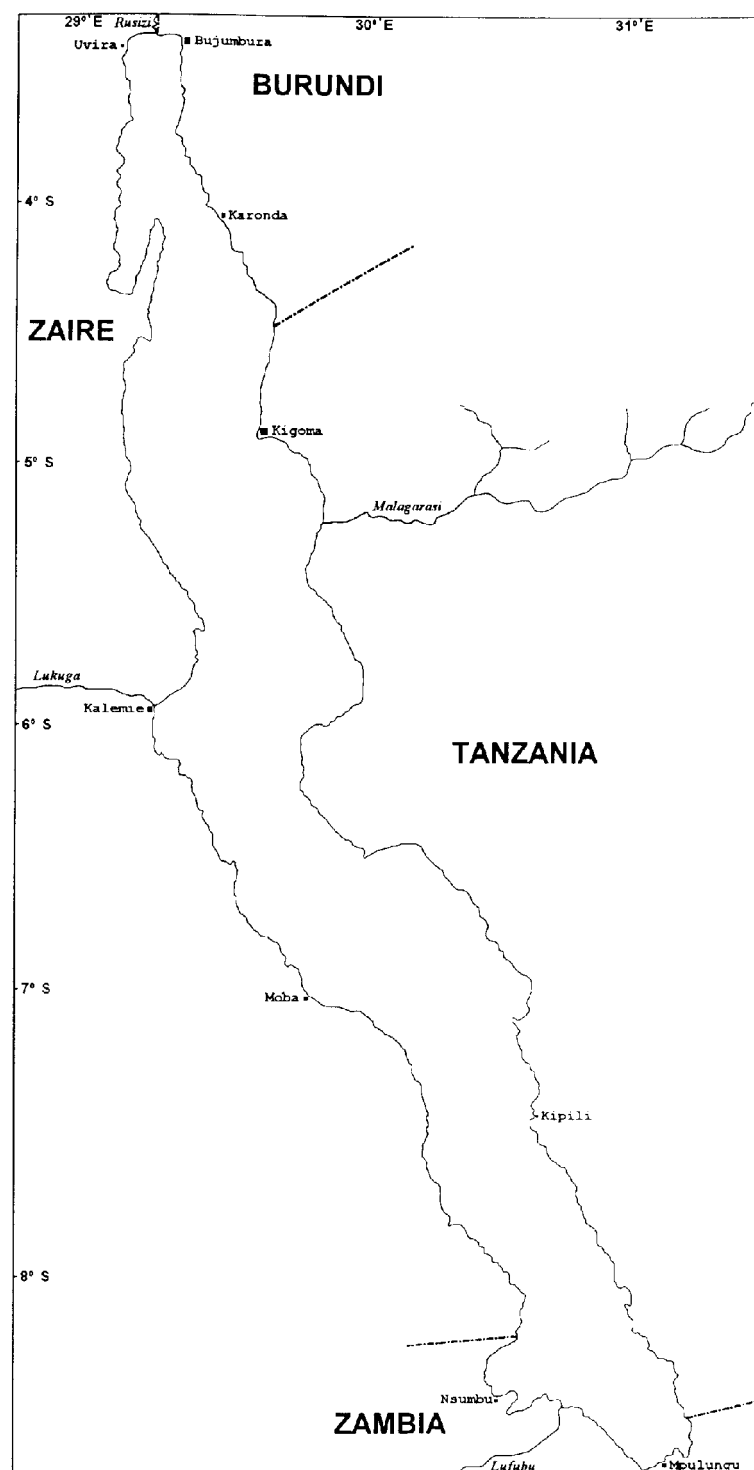 29° E Rusizi 30° E 31° E
Uvira Bujumbura
BURUNDI
4° S
Karonda
ZAIRE
Kigoma
5° S
Malagarasi
Lukuga
Kalemie
6° S
TANZANIA
7° S
Moba
Kipili
8° S
Nsumbu
ZAMBIA
Lufubu Mpulungu